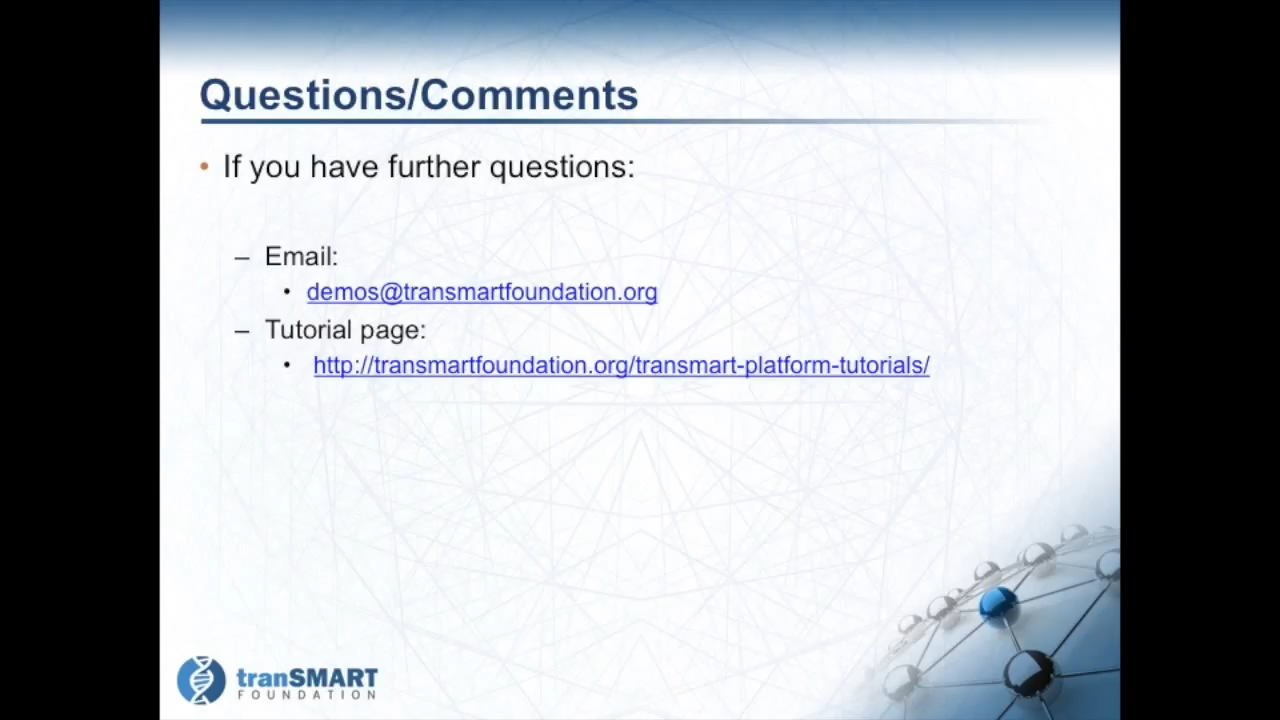 Questions/Comments
• If you have further questions:
– Email:
• demos@transmartfoundation.org
– Tutorial page:
• http://transmartfoundation.org/transmart-platform-tutorials/
tranSMART
FOUNDATION